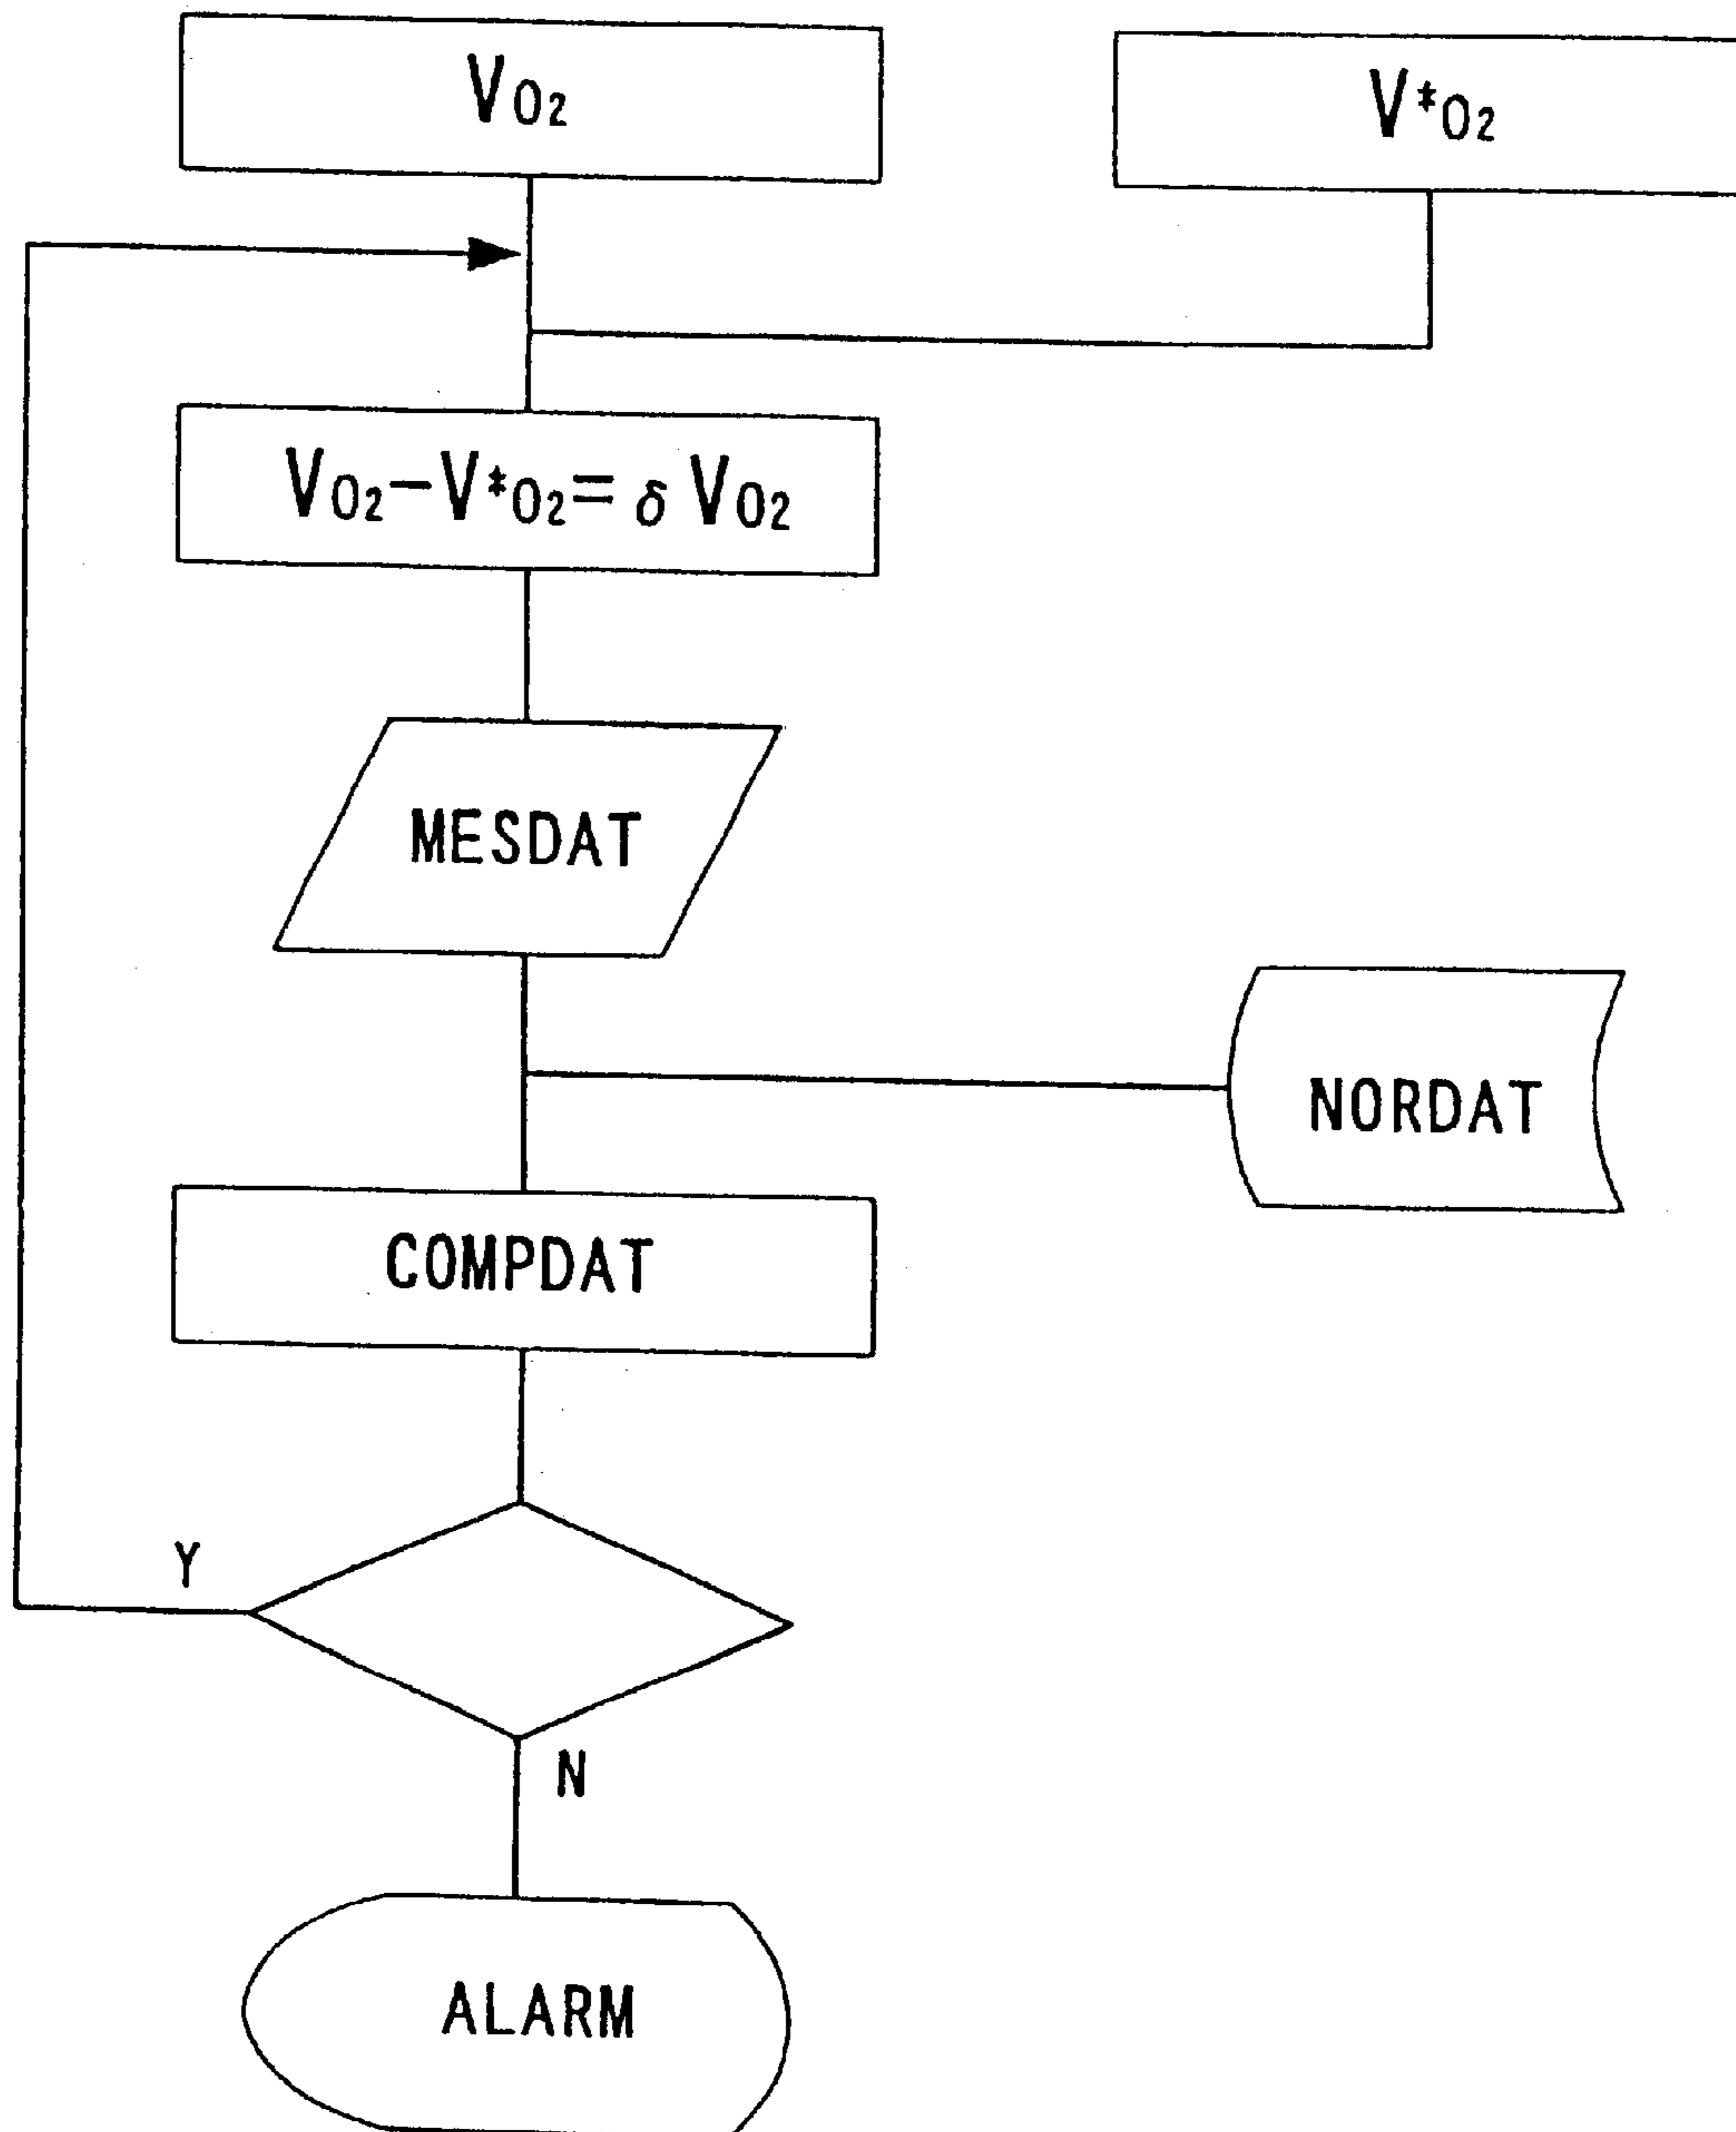 VO2
V*O2
VO2-V*O2=δVO2
MESDAT
NORDAT
COMPDAT
Y
N
ALARM